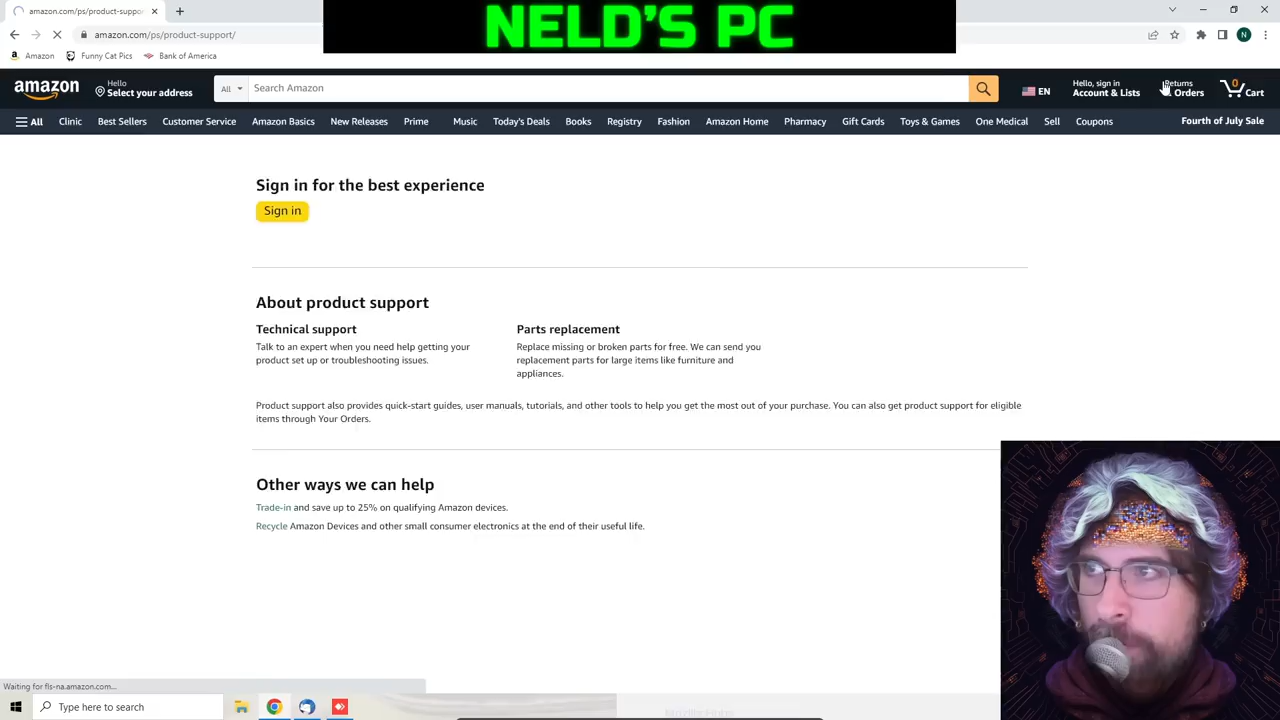 NELD'S PC
amazon.com/ps/product-suppor
amazon.com/ps/product-support/
Amazon
Funny Cat Pics
Bank of America
N
amazon
Hello
Select your address
All
Search Amazon
EN
Hello, sign in
Account & Lists
Returns
& Orders
0
Cart
All
Clinic
Best Sellers
Customer Service
Amazon Basics
New Releases
Prime
Music
Today's Deals
Books
Registry
Fashion
Amazon Home
Pharmacy
Gift Cards
Toys & Games
One Medical
Sell
Coupons
Fourth of July Sale
Sign in for the best experience
Sign in
About product support
Technical support
Talk to an expert when you need help getting your
product set up or troubleshooting issues.
Parts replacement
Replace missing or broken parts for free. We can send you
replacement parts for large items like furniture and
appliances.
Product support also provides quick-start guides, user manuals, tutorials, and other tools to help you get the most out of your purchase. You can also get product support for eligible
items through Your Orders.
Other ways we can help
Trade-in and save up to 25% on qualifying Amazon devices.
Recycle Amazon Devices and other small consumer electronics at the end of their useful life.
Waiting for fls-na.amazon.com...
Type here to search